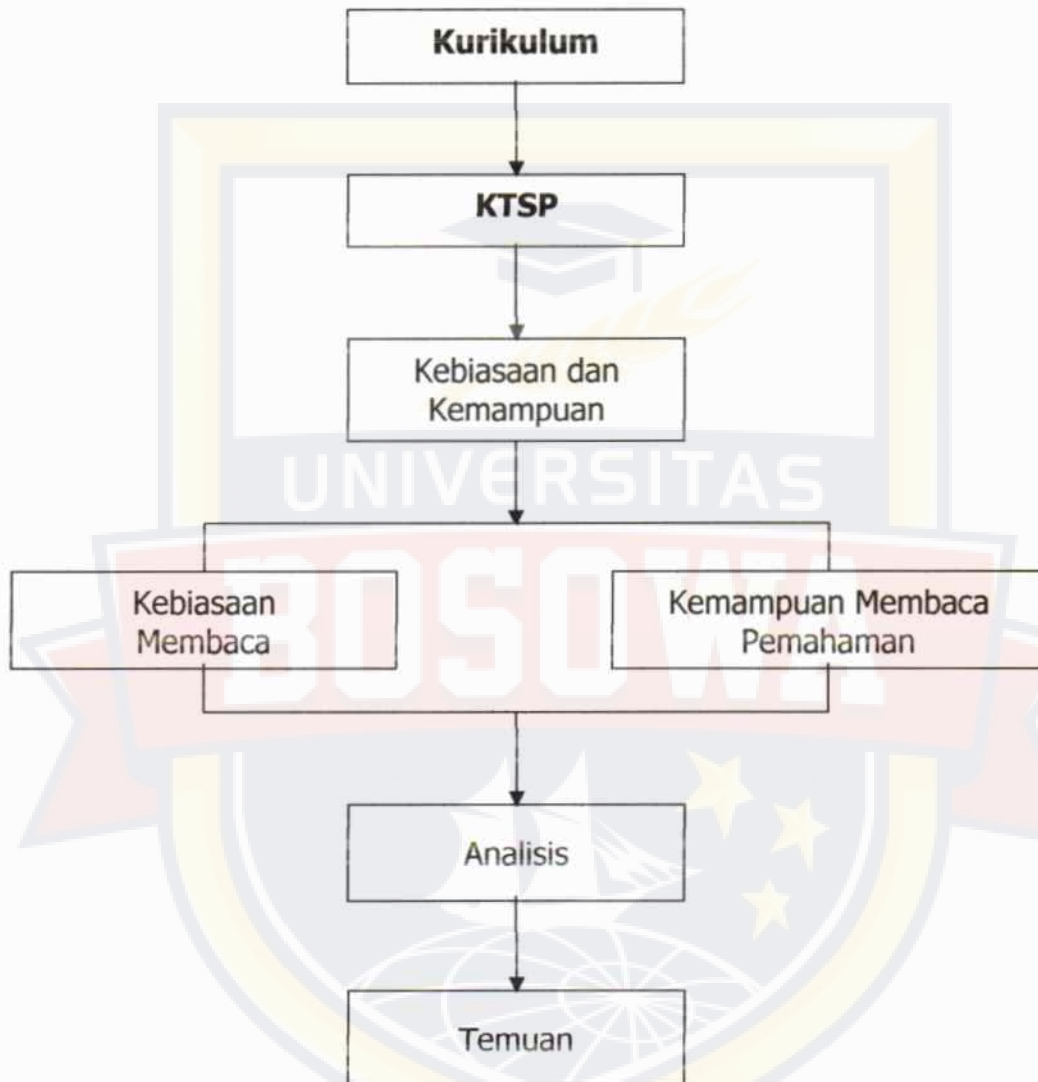 Kurikulum
KTSP
Kebiasaan dan
Kemampuan
UNIVERSITAS
BOSOWA
Kebiasaan
Membaca
Kemampuan Membaca
Pemahaman
Analisis
Temuan